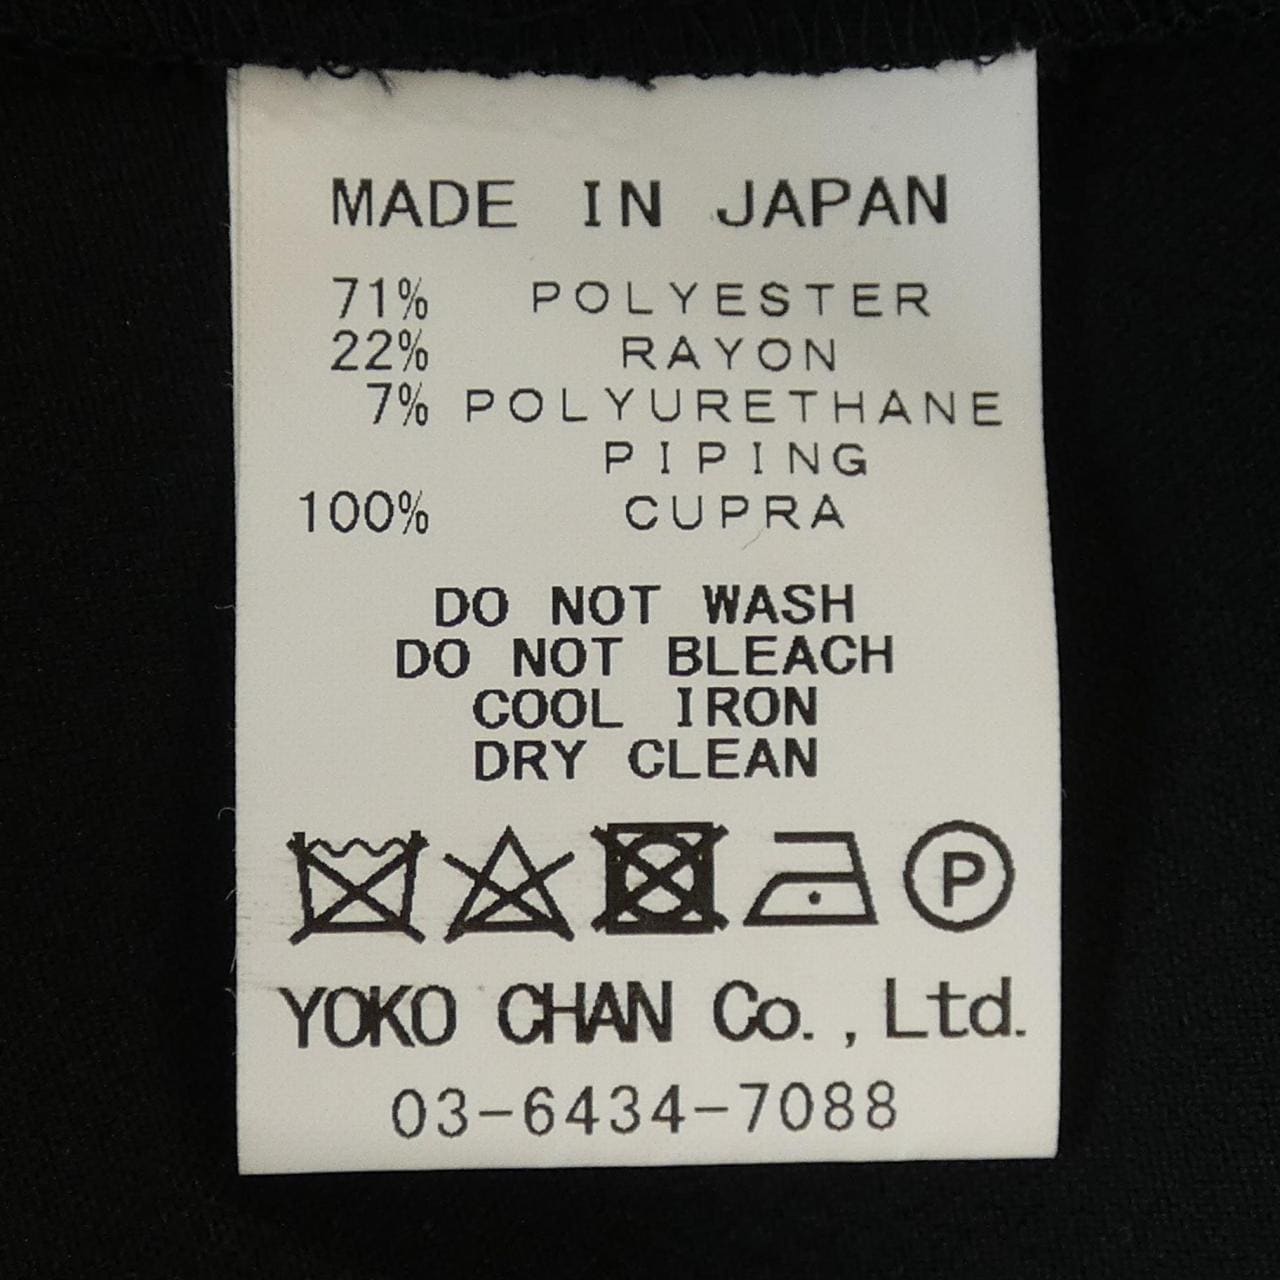 MADE IN JAPAN
71% POLYESTER
22% RAYON
7% POLYURETHANE
PIPING
100% CUPRA
DO NOT WASH
DO NOT BLEACH
COOL IRON
DRY CLEAN
P
YOKO CHAN Co., Ltd.
03-6434-7088